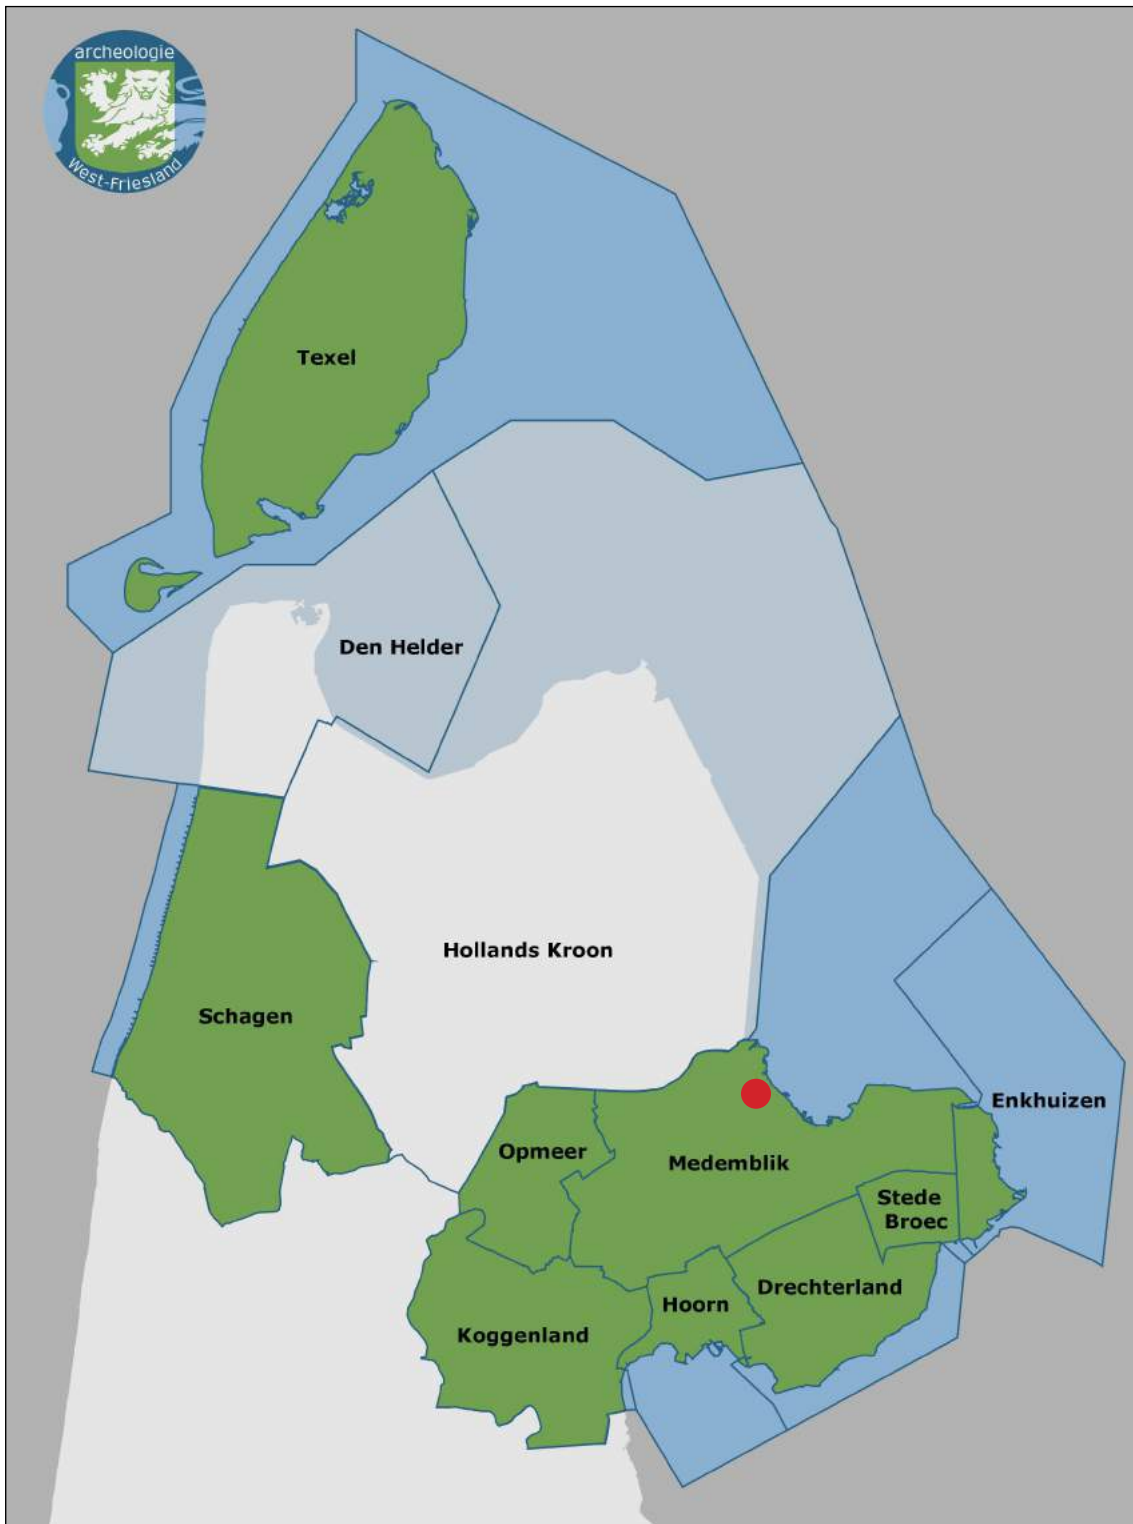 archeologie
West-Friesland
Texel
Den Helder
Hollands Kroon
Schagen
Enkhuizen
Opmeer
Medemblik
Stede
Broec
Drechterland
Hoorn
Koggenland